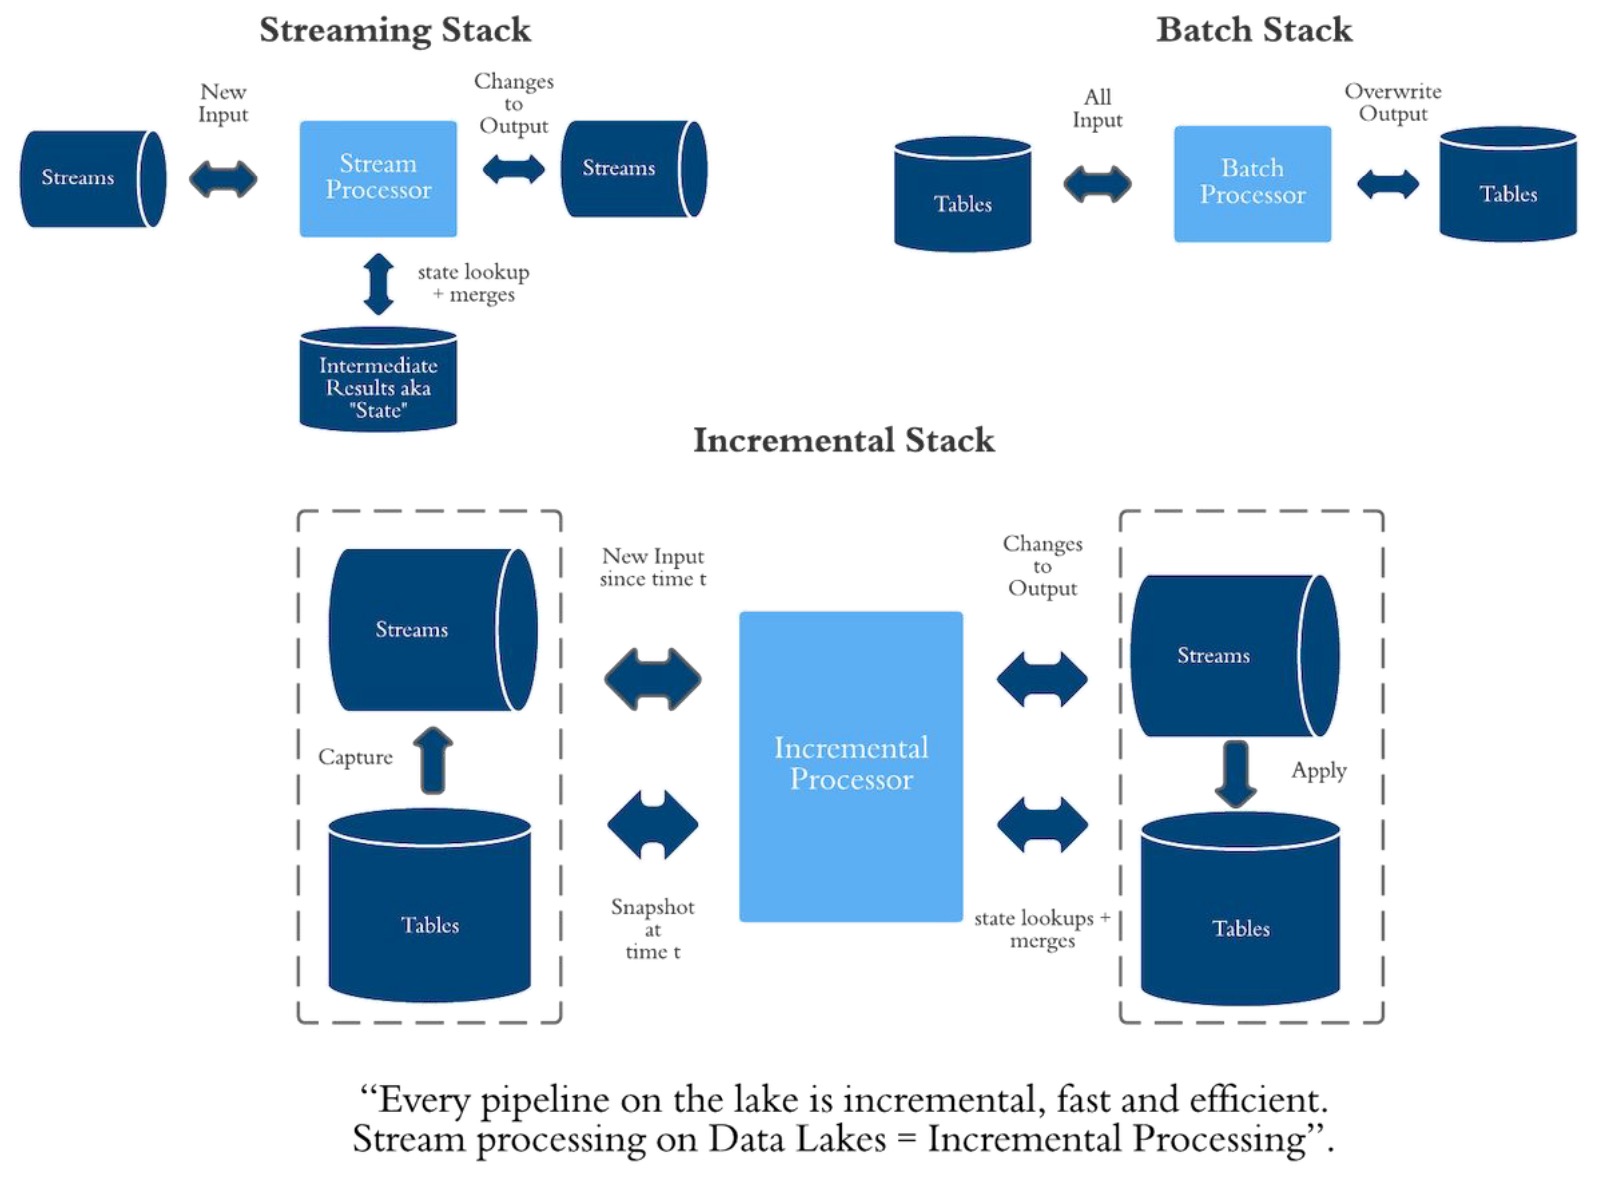 Streaming Stack
New
Input
Changes
to
Output
Streams
Stream
Processor
Streams
state lookup
+ merges
Intermediate
Results aka
"State"
Batch Stack
All
Input
Overwrite
Output
Tables
Batch
Processor
Tables
Incremental Stack
Streams
Capture
Tables
New Input
since time t
Snapshot
at
time t
Incremental
Processor
Changes
to
Output
state lookups +
merges
Streams
Apply
Tables
“Every pipeline on the lake is incremental, fast and efficient.
Stream processing on Data Lakes = Incremental Processing”.